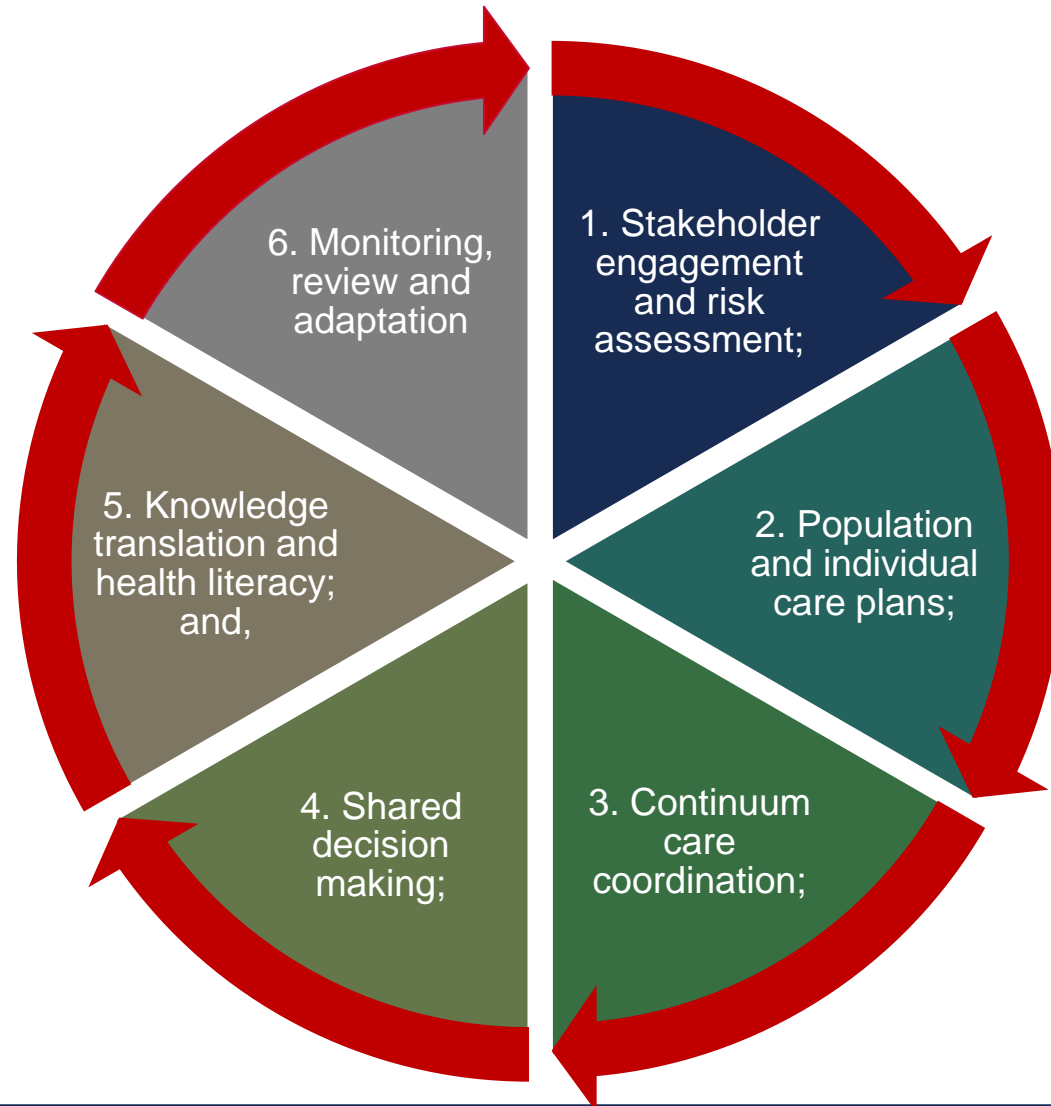 1. Stakeholder
engagement
and risk
assessment;
2. Population
and individual
care plans;
3. Continuum
care
coordination;
4. Shared
decision
making;
5. Knowledge
translation and
health literacy;
and,
6. Monitoring,
review and
adaptation